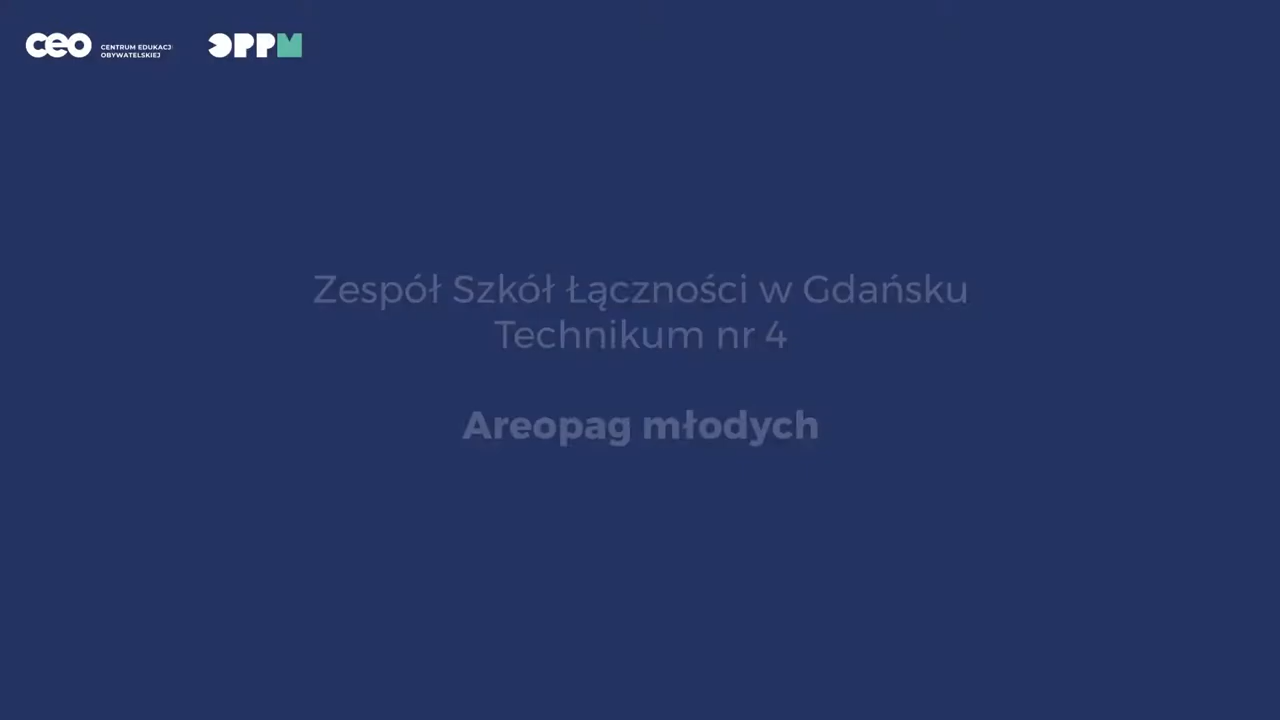 ceo CENTRUM EDUKACJI
OBYWATELSKIEJ
OPPM
Zespół Szkół Łączności w Gdańsku
Technikum nr 4
Areopag młodych